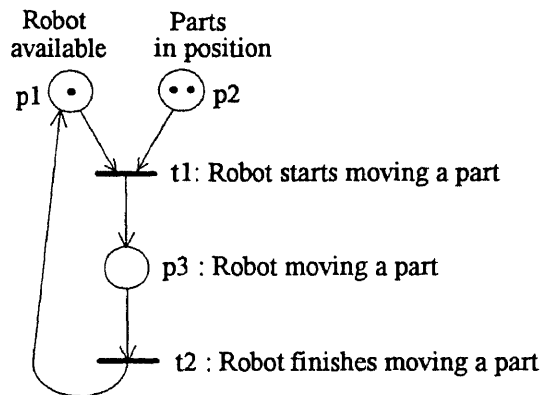 Robot
available
Parts
in position
p1
p2
t1: Robot starts moving a part
p3 : Robot moving a part
t2 : Robot finishes moving a part